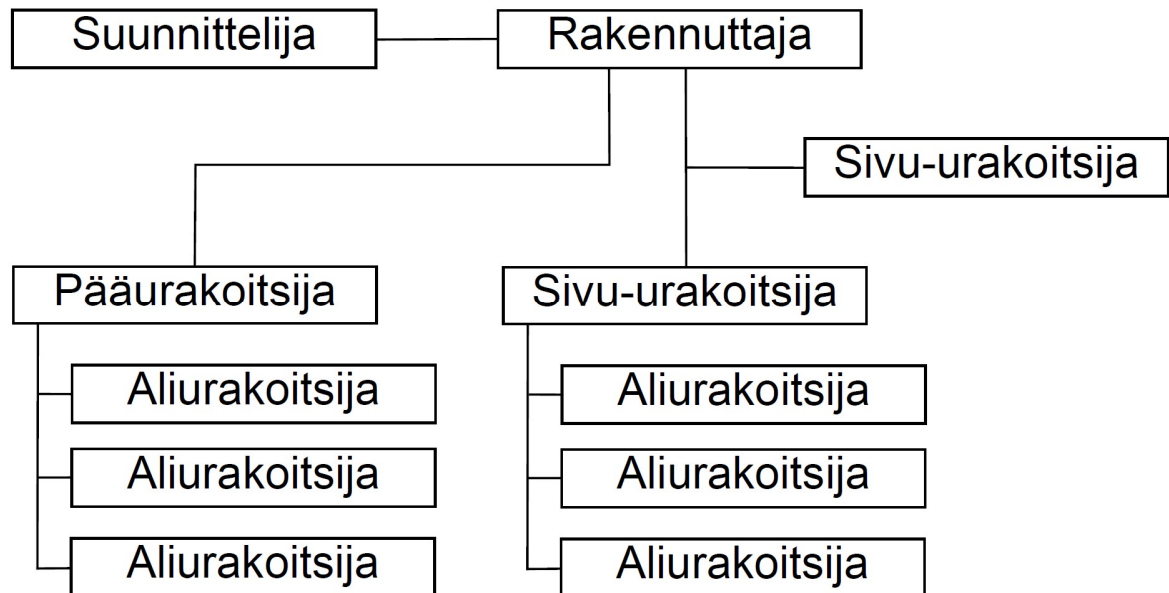 Suunnittelija
Rakennuttaja
Sivu-urakoitsija
Pääurakoitsija
Sivu-urakoitsija
Aliurakoitsija
Aliurakoitsija
Aliurakoitsija
Aliurakoitsija
Aliurakoitsija
Aliurakoitsija